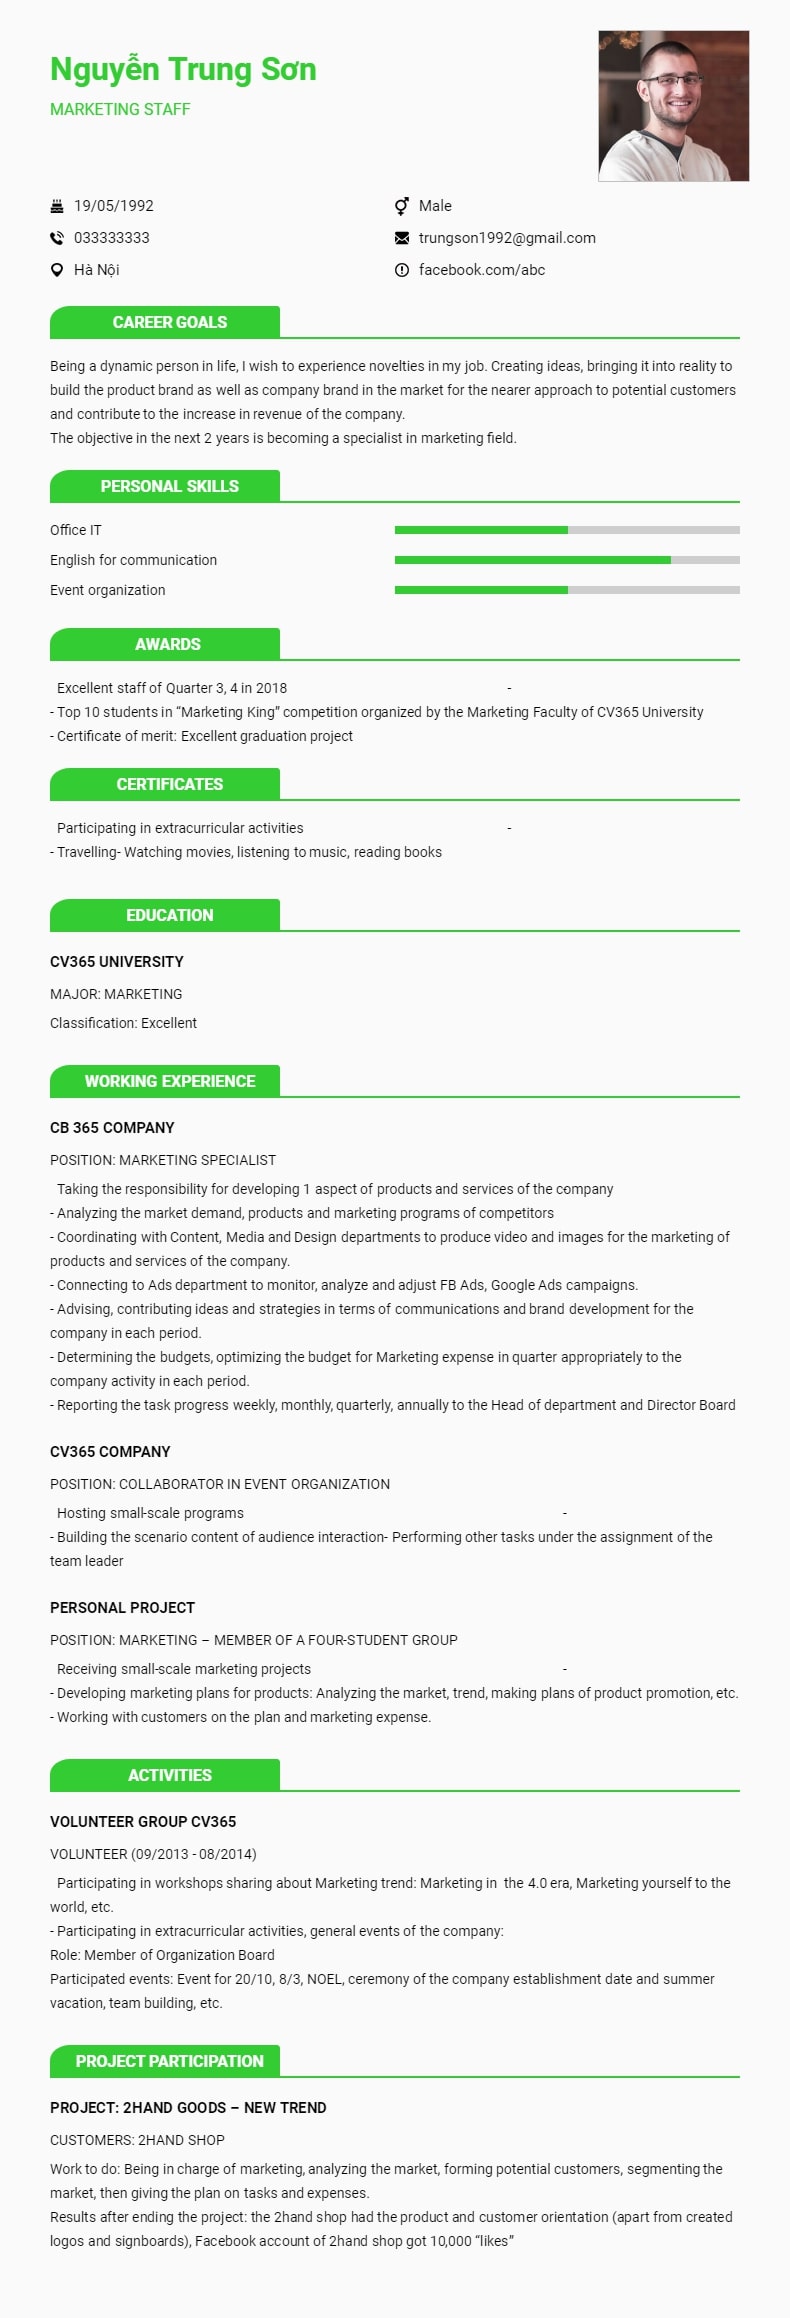 Nguyễn Trung Sơn
MARKETING STAFF
19/05/1992
Male
033333333
trungson1992@gmail.com
Hà Nội
facebook.com/abc
CAREER GOALS
Being a dynamic person in life, I wish to experience novelties in my job. Creating ideas, bringing it into reality to
build the product brand as well as company brand in the market for the nearer approach to potential customers
and contribute to the increase in revenue of the company.
The objective in the next 2 years is becoming a specialist in marketing field.
PERSONAL SKILLS
Office IT
English for communication
Event organization
AWARDS
Excellent staff of Quarter 3, 4 in 2018 -
- Top 10 students in “Marketing King” competition organized by the Marketing Faculty of CV365 University
- Certificate of merit: Excellent graduation project
CERTIFICATES
Participating in extracurricular activities -
- Travelling- Watching movies, listening to music, reading books
EDUCATION
CV365 UNIVERSITY
MAJOR: MARKETING
Classification: Excellent
WORKING EXPERIENCE
CB 365 COMPANY
POSITION: MARKETING SPECIALIST
Taking the responsibility for developing 1 aspect of products and services of the company
- Analyzing the market demand, products and marketing programs of competitors
- Coordinating with Content, Media and Design departments to produce video and images for the marketing of
products and services of the company.
- Connecting to Ads department to monitor, analyze and adjust FB Ads, Google Ads campaigns.
- Advising, contributing ideas and strategies in terms of communications and brand development for the
company in each period.
- Determining the budgets, optimizing the budget for Marketing expense in quarter appropriately to the
company activity in each period.
- Reporting the task progress weekly, monthly, quarterly, annually to the Head of department and Director Board
CV365 COMPANY
POSITION: COLLABORATOR IN EVENT ORGANIZATION
Hosting small-scale programs -
- Building the scenario content of audience interaction- Performing other tasks under the assignment of the
team leader
PERSONAL PROJECT
POSITION: MARKETING – MEMBER OF A FOUR-STUDENT GROUP
Receiving small-scale marketing projects -
- Developing marketing plans for products: Analyzing the market, trend, making plans of product promotion, etc.
- Working with customers on the plan and marketing expense.
ACTIVITIES
VOLUNTEER GROUP CV365
VOLUNTEER (09/2013 - 08/2014)
Participating in workshops sharing about Marketing trend: Marketing in the 4.0 era, Marketing yourself to the
world, etc.
- Participating in extracurricular activities, general events of the company:
Role: Member of Organization Board
Participated events: Event for 20/10, 8/3, NOEL, ceremony of the company establishment date and summer
vacation, team building, etc.
PROJECT PARTICIPATION
PROJECT: 2HAND GOODS – NEW TREND
CUSTOMERS: 2HAND SHOP
Work to do: Being in charge of marketing, analyzing the market, forming potential customers, segmenting the
market, then giving the plan on tasks and expenses.
Results after ending the project: the 2hand shop had the product and customer orientation (apart from created
logos and signboards), Facebook account of 2hand shop got 10,000 “likes”